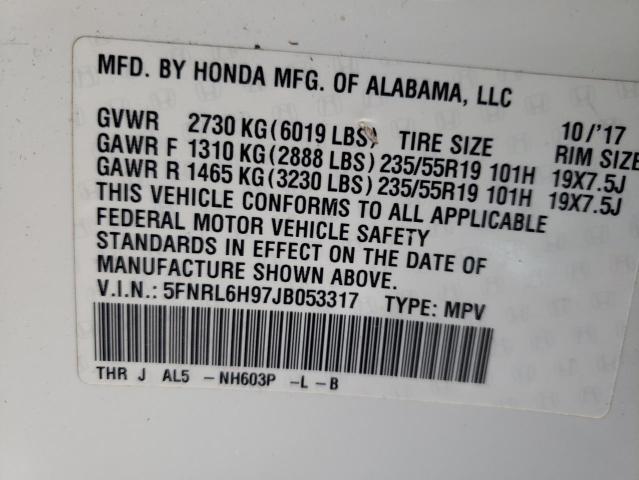 MFD. BY HONDA MFG. OF ALABAMA, LLC
10/'17
GVWR 2730 KG(6019 LBS) TIRE SIZE RIM SIZE
GAWR F 1310 KG(2888 LBS) 235/55R19 101H 19X7.5J
GAWR R 1465 KG(3230 LBS) 235/55R19 101H 19X7.5J
THIS VEHICLE CONFORMS TO ALL APPLICABLE
FEDERAL MOTOR VEHICLE SAFETY
STANDARDS IN EFFECT ON THE DATE OF
MANUFACTURE SHOWN ABOVE.
V.I.N.: 5FNRL6H97JB053317 TYPE: MPV
THR J AL5 -NH603P -L-B